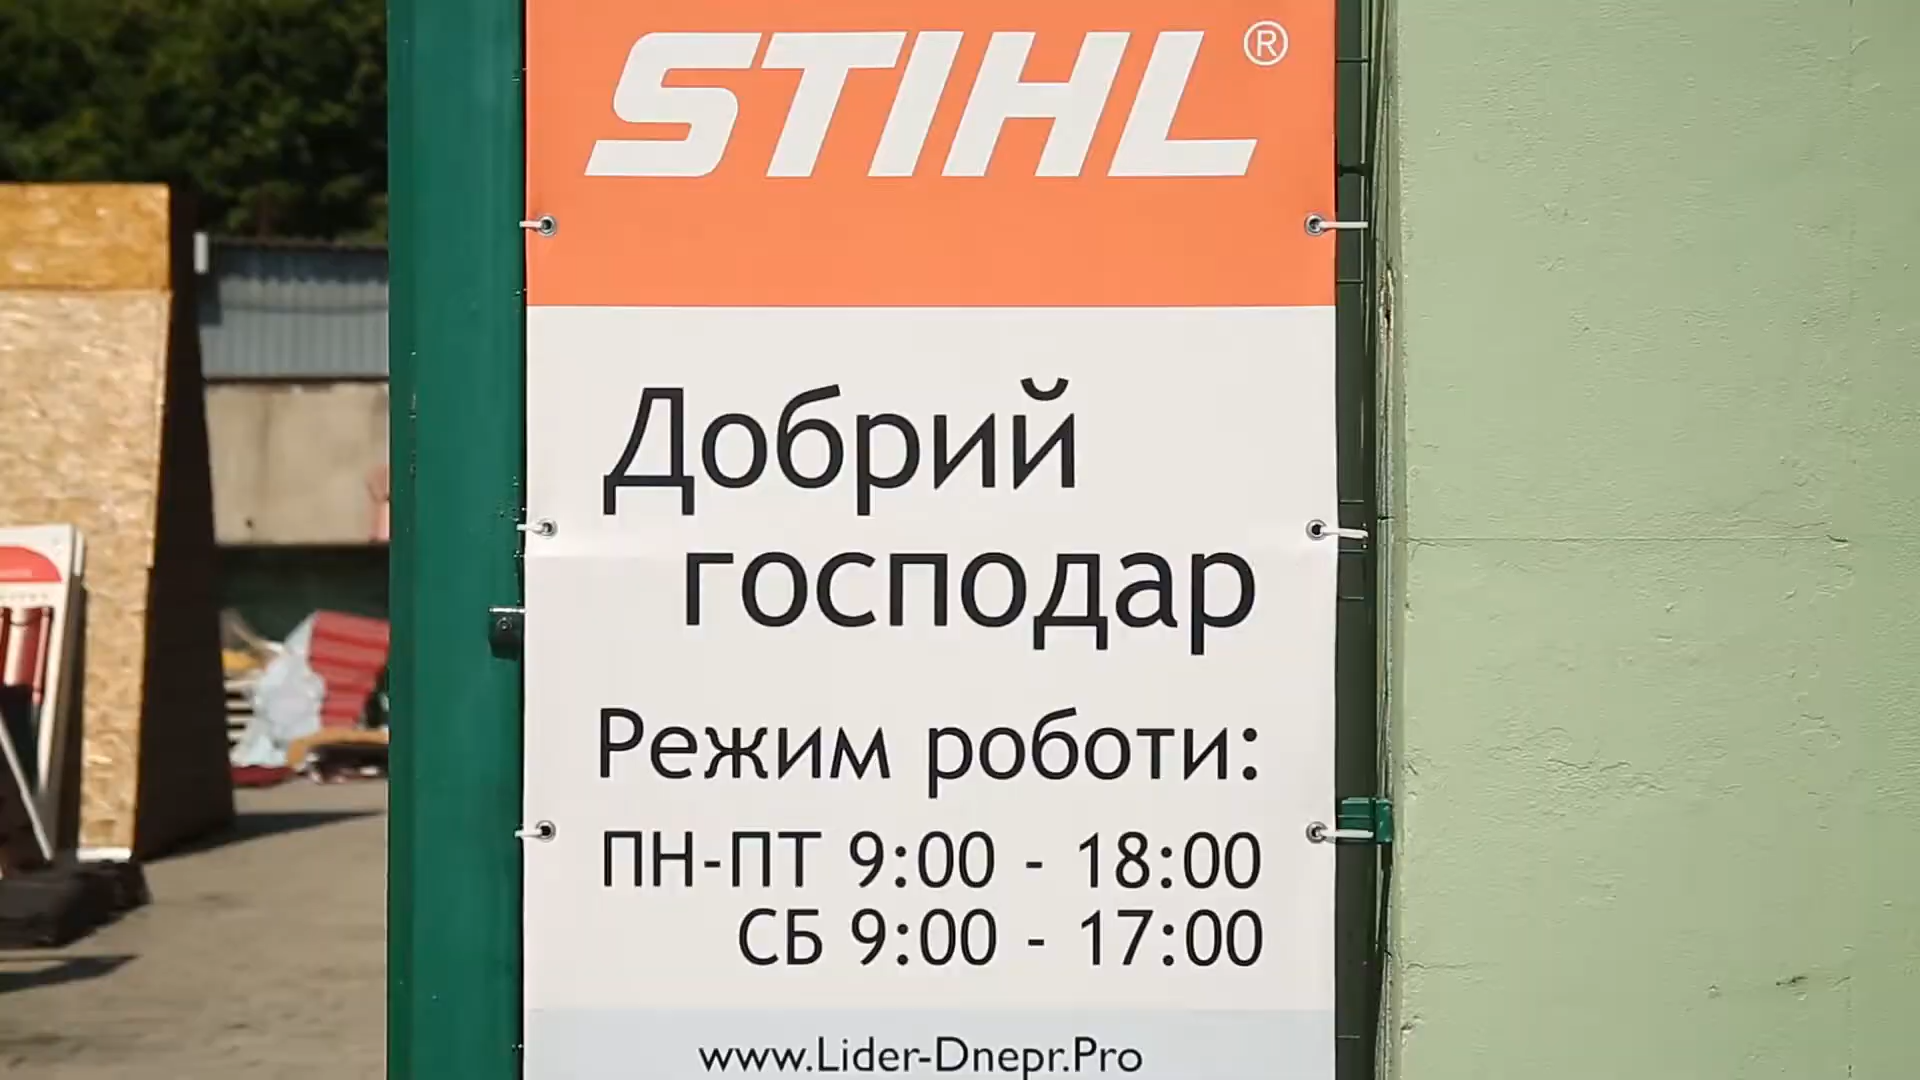 STIHL®
Добрий
господар
Режим роботи:
ПН-ПТ 9:00 - 18:00
СБ 9:00 - 17:00
www.Lider-Dnepr.Pro